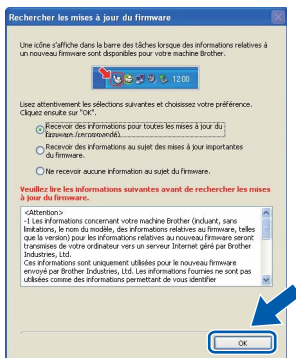 Rechercher les mises à jour du firmware
Une icône s'affiche dans la barre des tâches lorsque des informations relatives à
un nouveau firmware sont disponibles pour votre machine Brother.
1200
Lisez attentivement les sélections suivantes et choisissez votre préférence.
Cliquez ensuite sur "OK".
Recevoir des informations pour toutes les mises à jour du
firmware.(recommandé)
Recevoir des informations au sujet des mises à jour importantes
du firmware.
Ne recevoir aucune information au sujet du firmware.
Veuillez lire les informations suivantes avant de rechercher les mises
à jour du firmware.
<Attention>
-1 Les informations concernant votre machine Brother (incluant, sans
limitations, le nom du modèle, des informations relatives au firmware, telles
que la version) pour les informations relatives au nouveau firmware seront
transmises de votre ordinateur vers un serveur Internet géré par Brother
Industries, Ltd.
Ces informations sont uniquement utilisées pour le nouveau firmware
envoyé par Brother Industries, Ltd. Les informations fournies ne sont pas
utilisées comme des informations permettant de vous identifier
OK